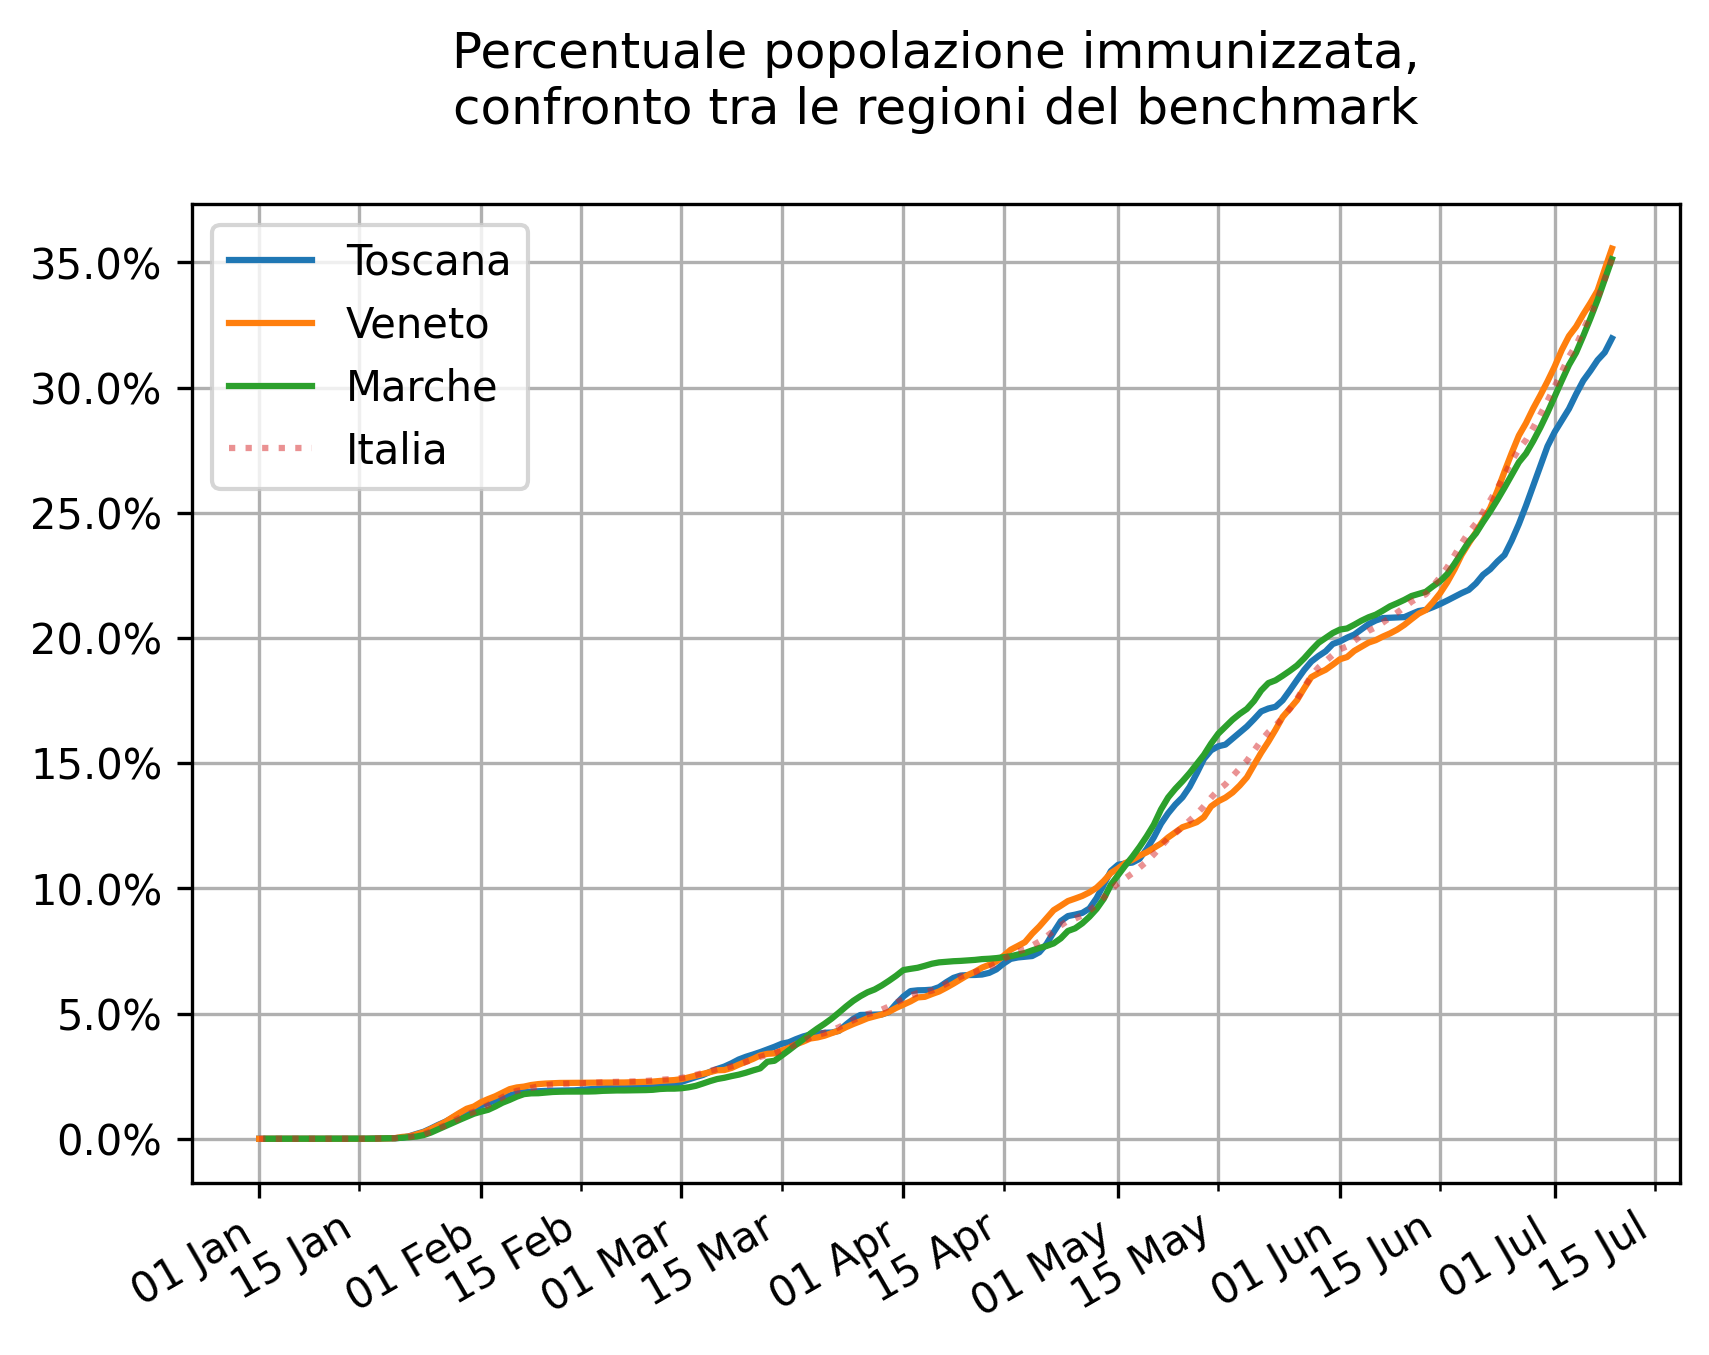 Percentuale popolazione immunizzata,
confronto tra le regioni del benchmark
Toscana
Veneto
Marche
Italia
35.0%
30.0%
25.0%
20.0%
15.0%
10.0%
5.0%
0.0%
01 Jan
15 Jan
01 Feb
15 Feb
01 Mar
15 Mar
01 Apr
15 Apr
01 May
15 May
01 Jun
15 Jun
01 Jul
15 Jul